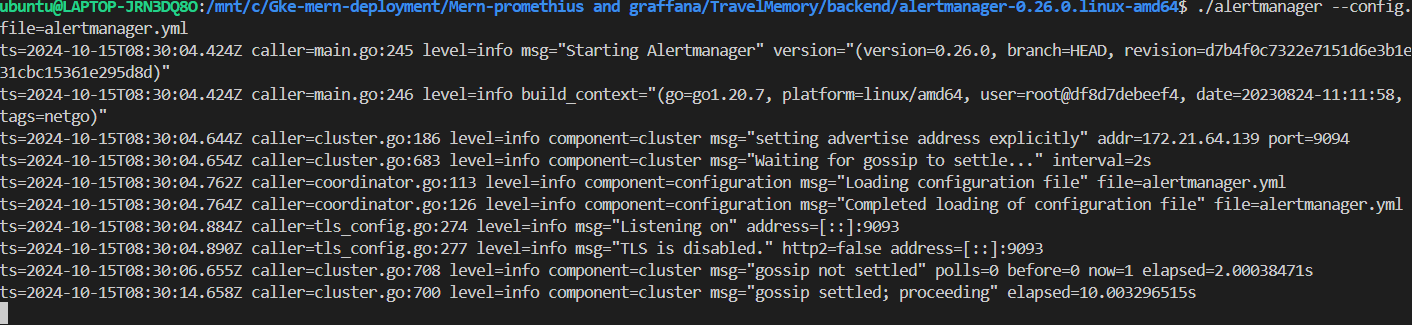 ubuntu@LAPTOP-JRN3DQ8O:/mnt/c/Gke-mern-deployment/Mern-promethius and graffana/TravelMemory/backend/alertmanager-0.26.0.linux-amd64$ ./alertmanager --config.
file=alertmanager.yml
ts=2024-10-15T08:30:04.424Z caller=main.go:245 level=info msg="Starting Alertmanager" version="(version=0.26.0, branch=HEAD, revision=d7b4f0c7322e7151d6e3b1e
31cbc15361e295d8d)"
ts=2024-10-15T08:30:04.424Z caller=main.go:246 level=info build_context="(go=go1.20.7, platform=linux/amd64, user=root@df8d7debeef4, date=20230824-11:11:58,
tags=netgo)"
ts=2024-10-15T08:30:04.644Z caller=cluster.go:186 level=info component=cluster msg="setting advertise address explicitly" addr=172.21.64.139 port=9094
ts=2024-10-15T08:30:04.654Z caller=cluster.go:683 level=info component=cluster msg="Waiting for gossip to settle..." interval=2s
ts=2024-10-15T08:30:04.762Z caller=coordinator.go:113 level=info component=configuration msg="Loading configuration file" file=alertmanager.yml
ts=2024-10-15T08:30:04.764Z caller=coordinator.go:126 level=info component=configuration msg="Completed loading of configuration file" file=alertmanager.yml
ts=2024-10-15T08:30:04.884Z caller=tls_config.go:274 level=info msg="Listening on" address=[::]:9093
ts=2024-10-15T08:30:04.890Z caller=tls_config.go:277 level=info msg="TLS is disabled." http2=false address=[::]:9093
ts=2024-10-15T08:30:06.655Z caller=cluster.go:708 level=info component=cluster msg="gossip not settled" polls=0 before=0 now=1 elapsed=2.00038471s
ts=2024-10-15T08:30:14.658Z caller=cluster.go:700 level=info component=cluster msg="gossip settled; proceeding" elapsed=10.003296515s